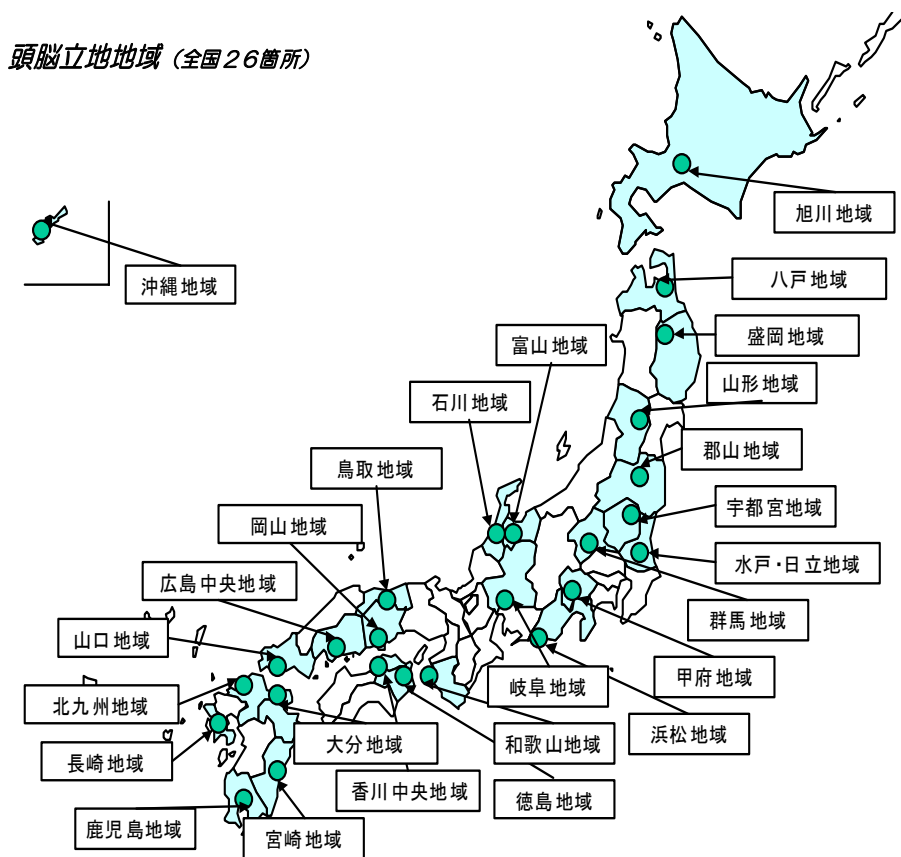 頭脳立地地域（全国２６箇所）
旭川地域
沖縄地域
八戸地域
盛岡地域
富山地域
山形地域
石川地域
郡山地域
鳥取地域
宇都宮地域
岡山地域
水戸・日立地域
広島中央地域
群馬地域
山口地域
甲府地域
岐阜地域
北九州地域
浜松地域
大分地域
和歌山地域
長崎地域
香川中央地域
徳島地域
鹿児島地域
宮崎地域